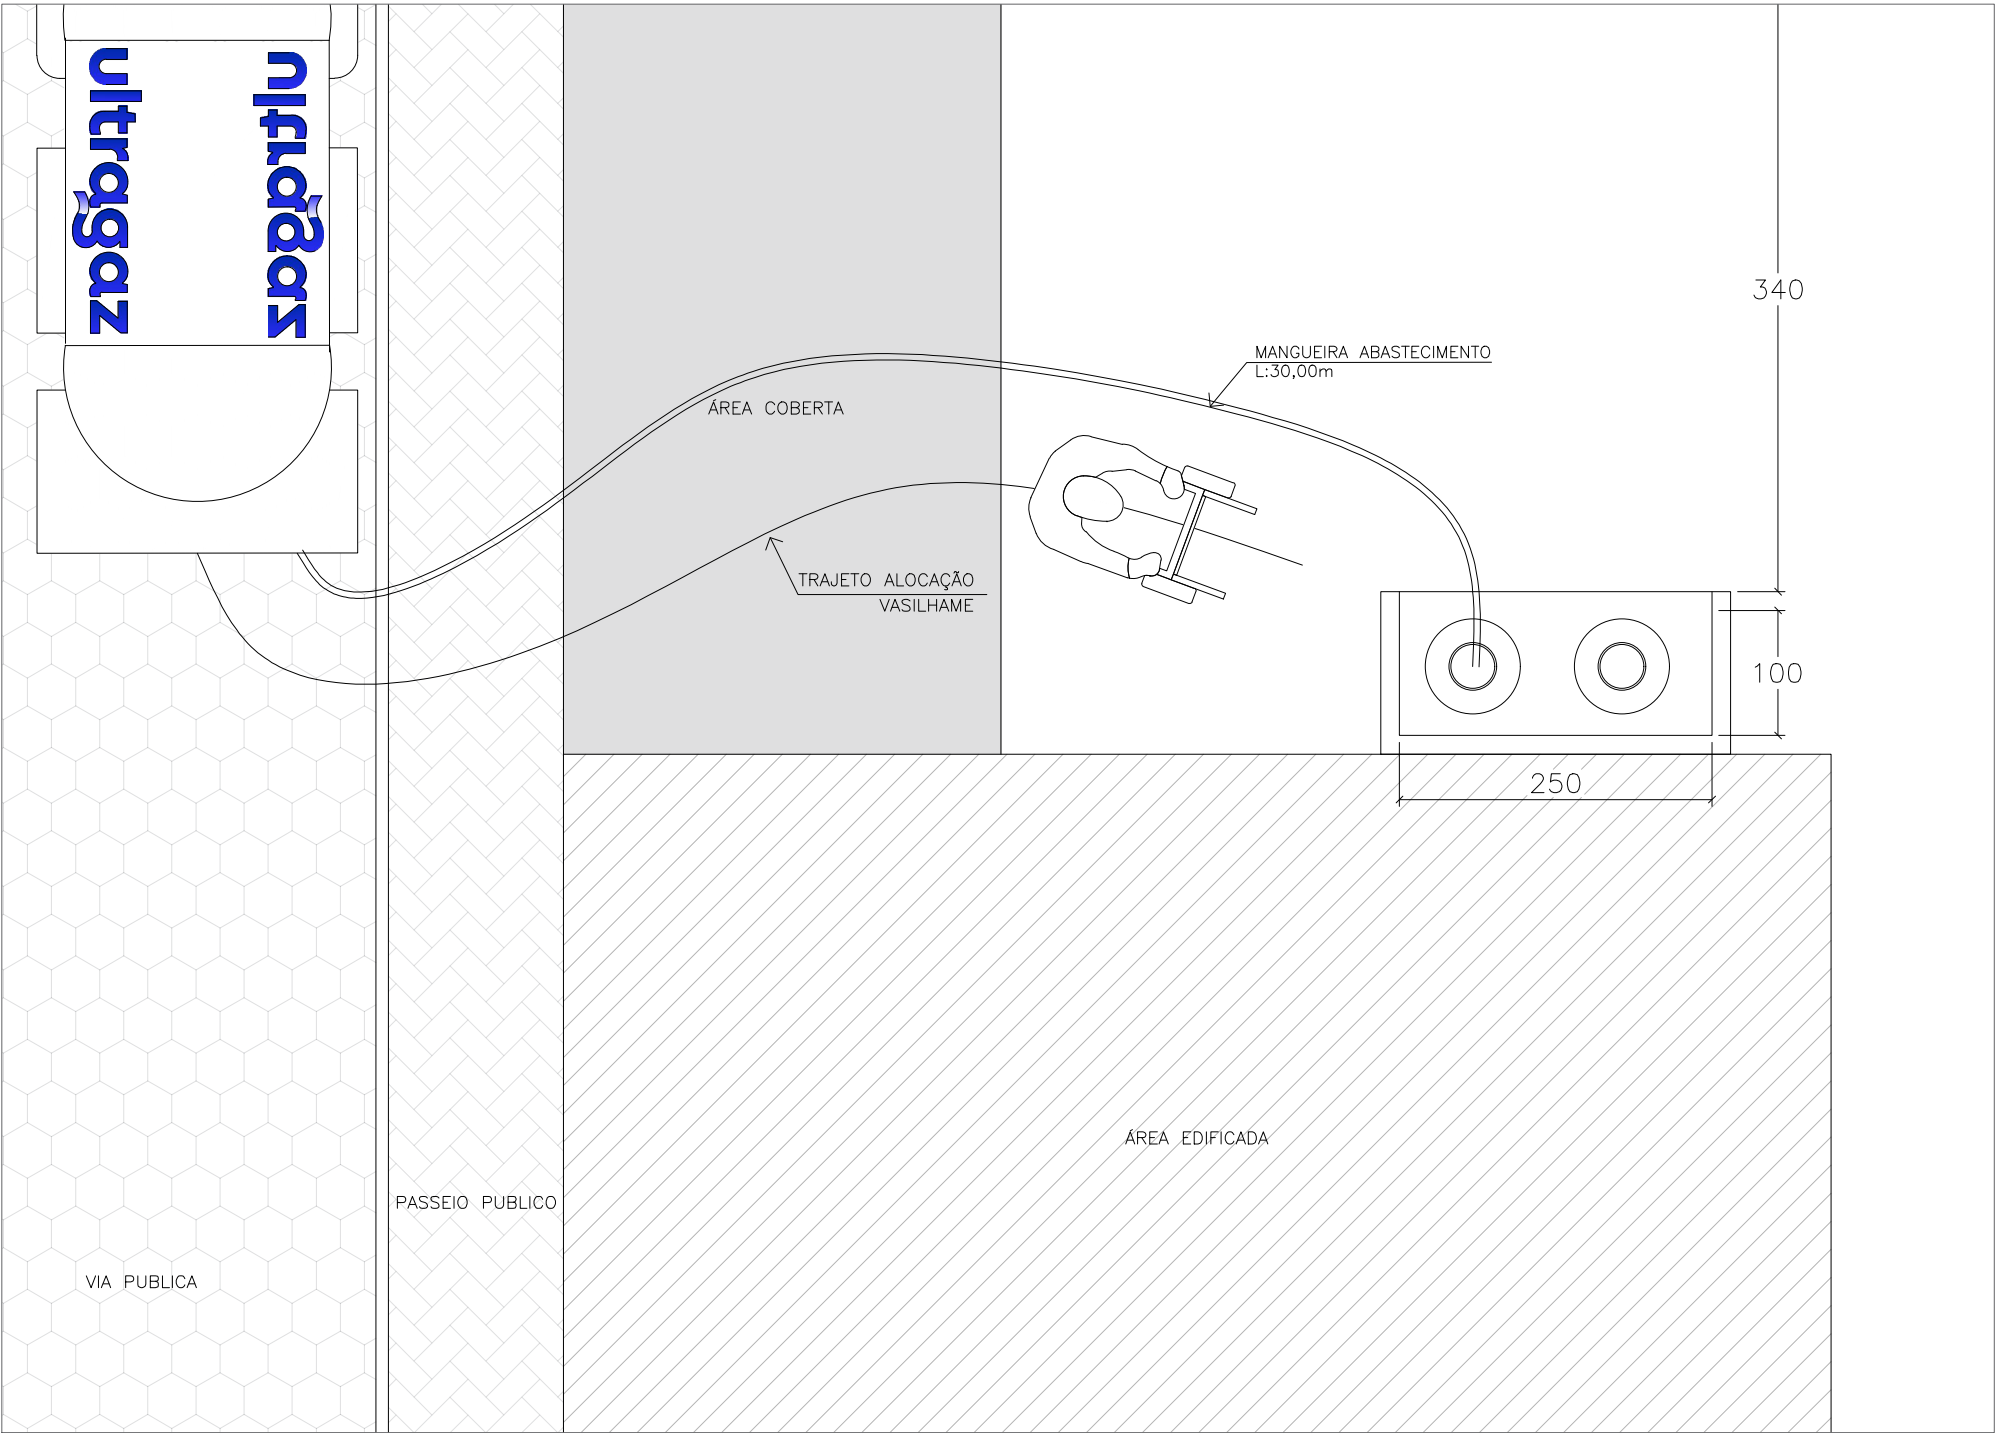 ultragaz
ultragaz
340
MANGUEIRA ABASTECIMENTO
L:30,00m
ÁREA COBERTA
TRAJETO ALOCAÇÃO
VASILHAME
100
250
ÁREA EDIFICADA
PASSEIO PUBLICO
VIA PUBLICA